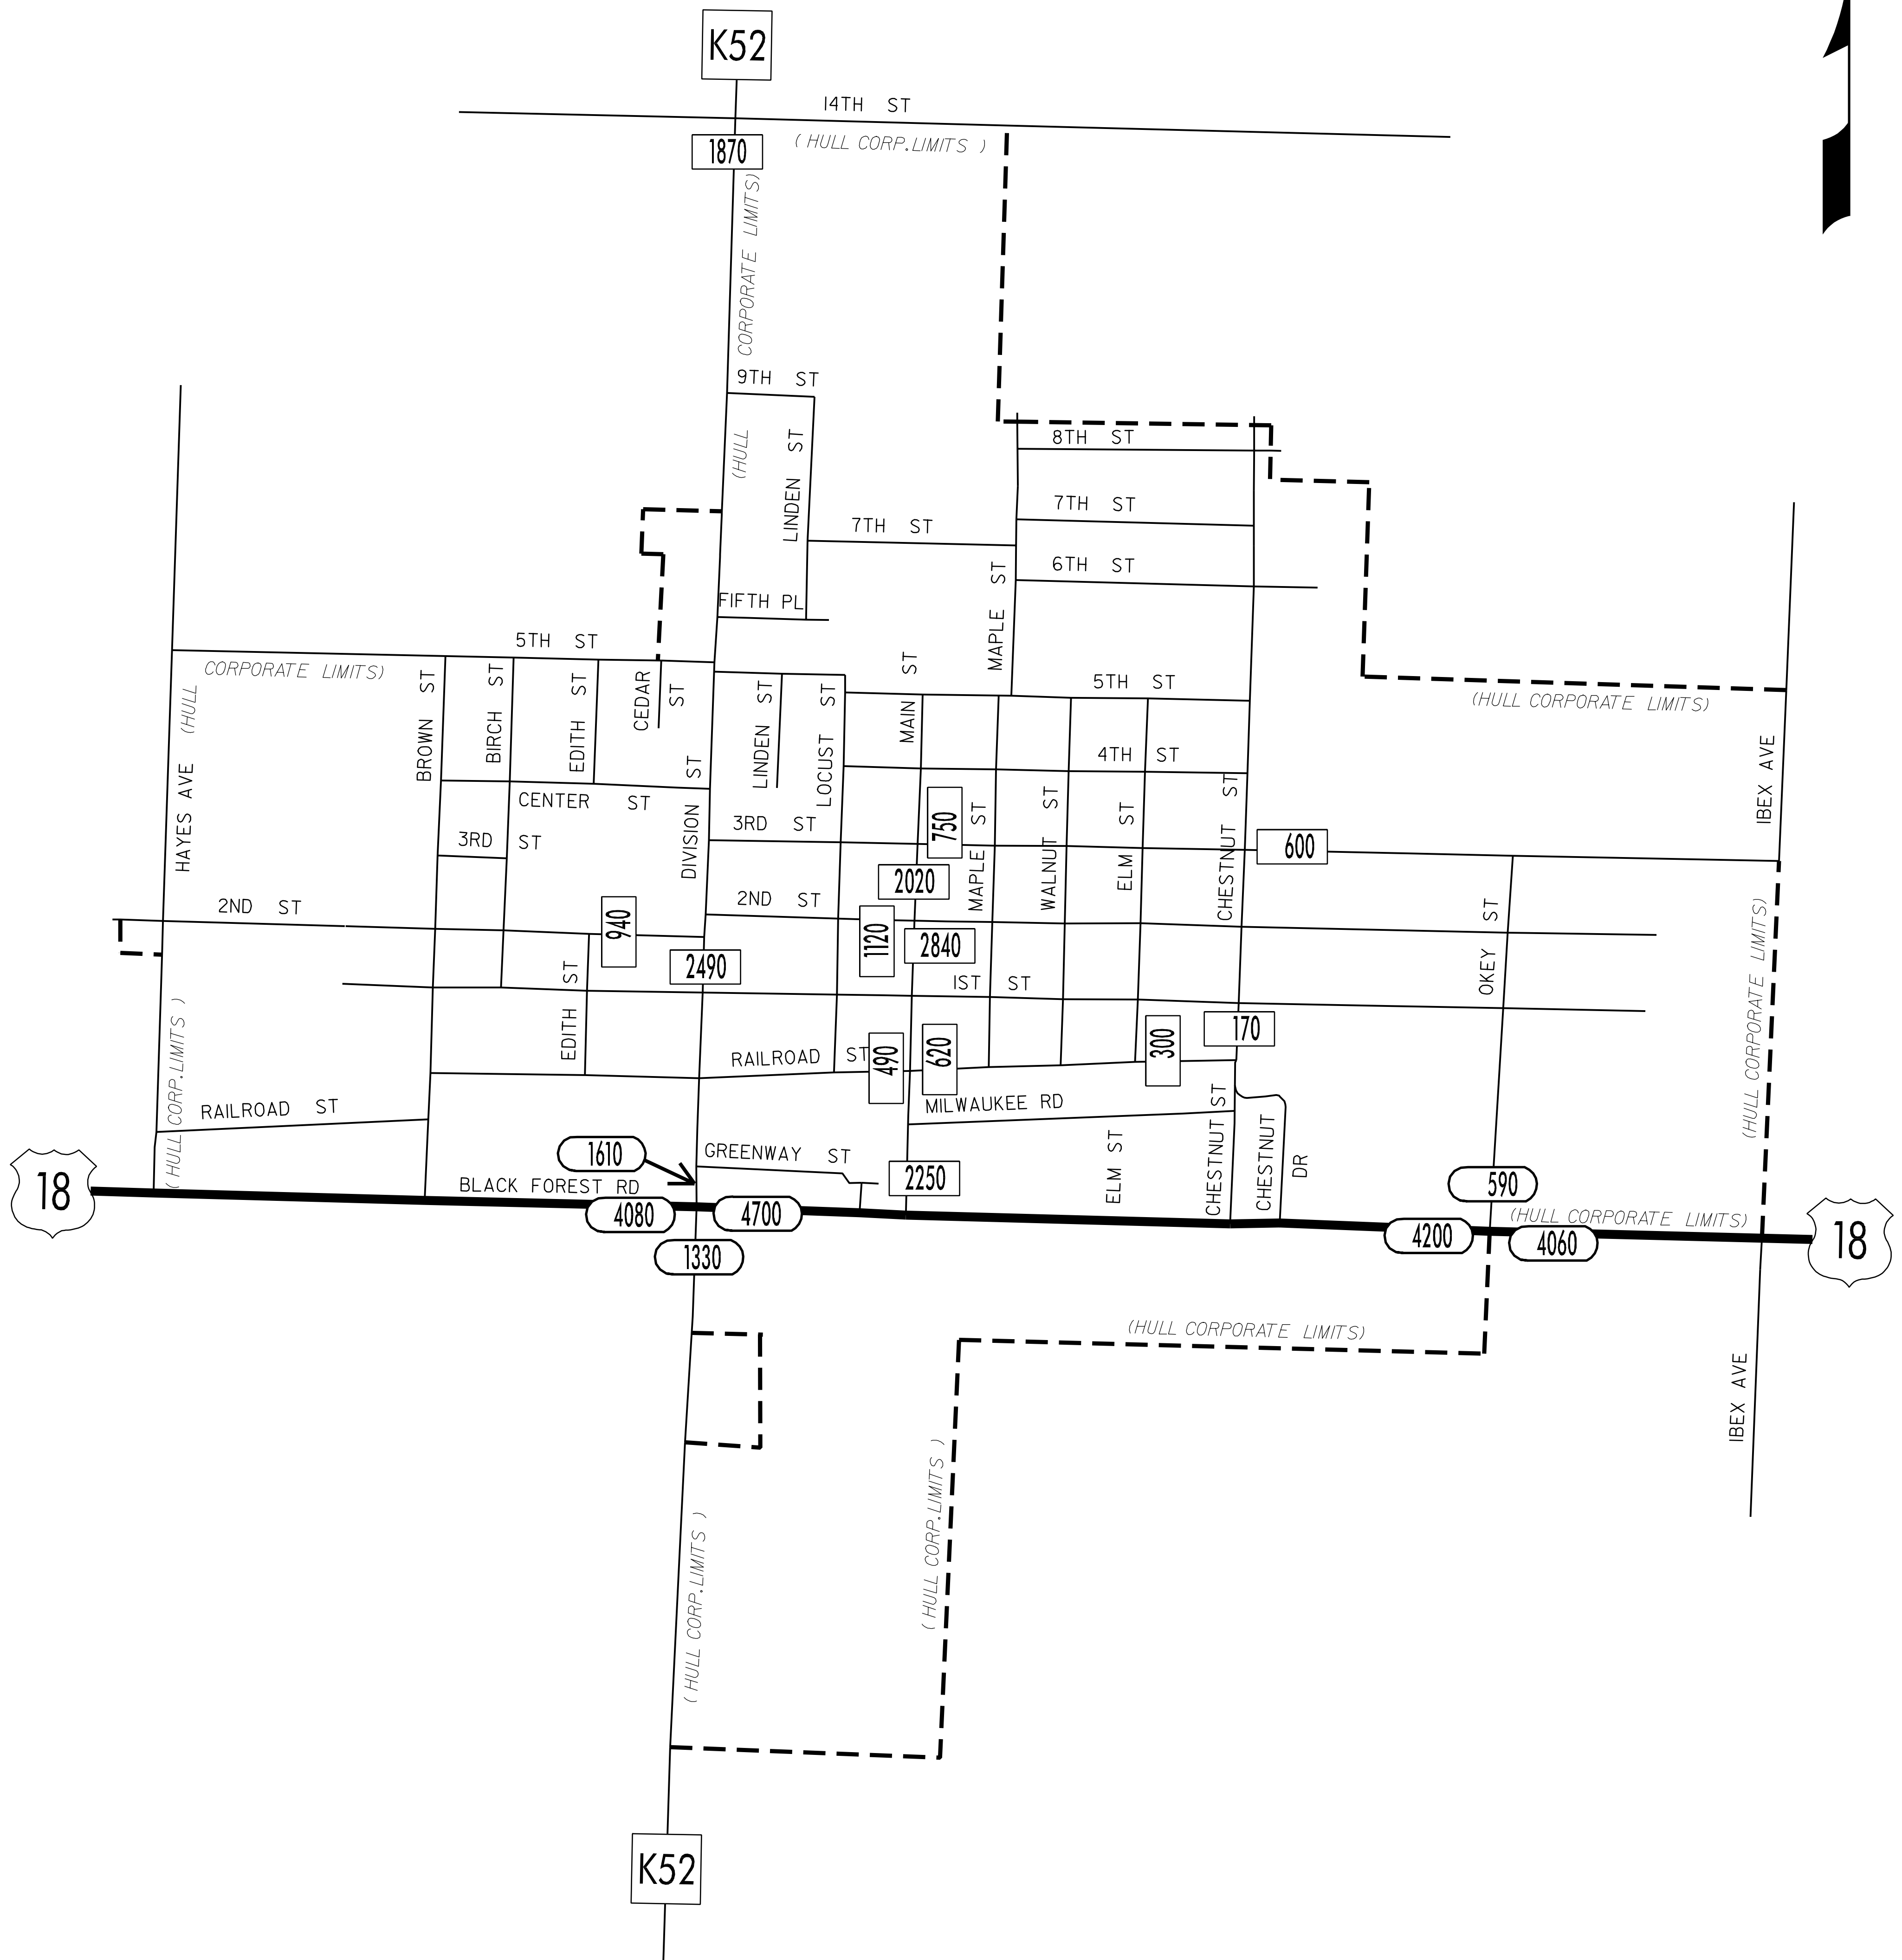 K52
14TH ST
( HULL CORP.LIMITS )
1870
(HULL CORPORATE LIMITS)
9TH ST
LINDEN ST
8TH ST
7TH ST
7TH ST
6TH ST
MAPLE ST
FIFTH PL
5TH ST
(HULL CORPORATE LIMITS)
HAYES AVE
BROWN ST
BIRCH ST
EDITH ST
CEDAR ST
DIVISION ST
LINDEN ST
LOCUST ST
MAIN ST
5TH ST
(HULL CORPORATE LIMITS)
IBEX AVE
4TH ST
CENTER ST
3RD ST
3RD ST
750
MAPLE ST
WALNUT ST
ELM ST
CHESTNUT ST
600
2020
2ND ST
940
2ND ST
1120
2840
2490
OKEY ST
(HULL CORPORATE LIMITS)
EDITH ST
1ST ST
170
( HULL CORP.LIMITS )
RAILROAD ST
490
620
300
RAILROAD ST
MILWAUKEE RD
1610
GREENWAY ST
2250
ELM ST
CHESTNUT ST
CHESTNUT DR
590
18
BLACK FOREST RD
4080
4700
4200
4060
(HULL CORPORATE LIMITS)
18
1330
(HULL CORPORATE LIMITS)
IBEX AVE
( HULL CORP.LIMITS )
( HULL CORP.LIMITS )
K52